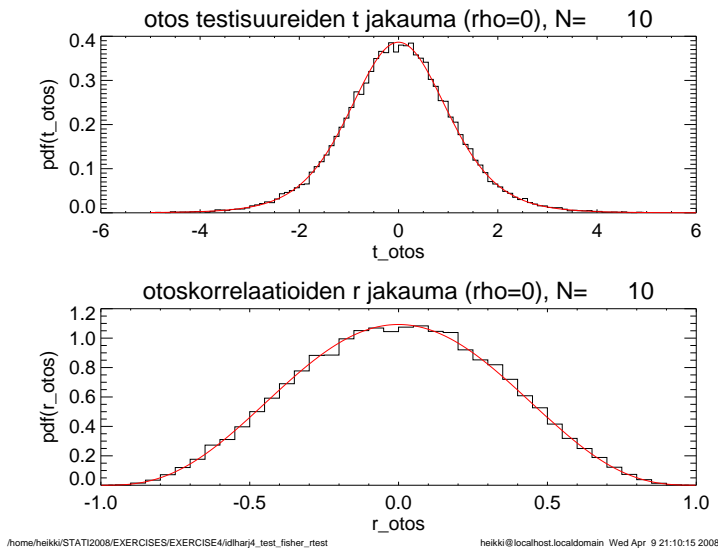 otos testisuureiden t jakauma (rho=0), N= 10
pdf(t_otos)
0.4
0.3
0.2
0.1
0.0
-6 -4 -2 0 2 4 6
t_otos
otoskorrelaatioiden r jakauma (rho=0), N= 10
pdf(r_otos)
1.2
1.0
0.8
0.6
0.4
0.2
0.0
-1.0 -0.5 0.0 0.5 1.0
r_otos
/home/heikki/STATI2008/EXERCISES/EXERCISE4/idlharj4_test_fisher_rtest heikki@localhost.localdomain Wed Apr 9 21:10:15 2008